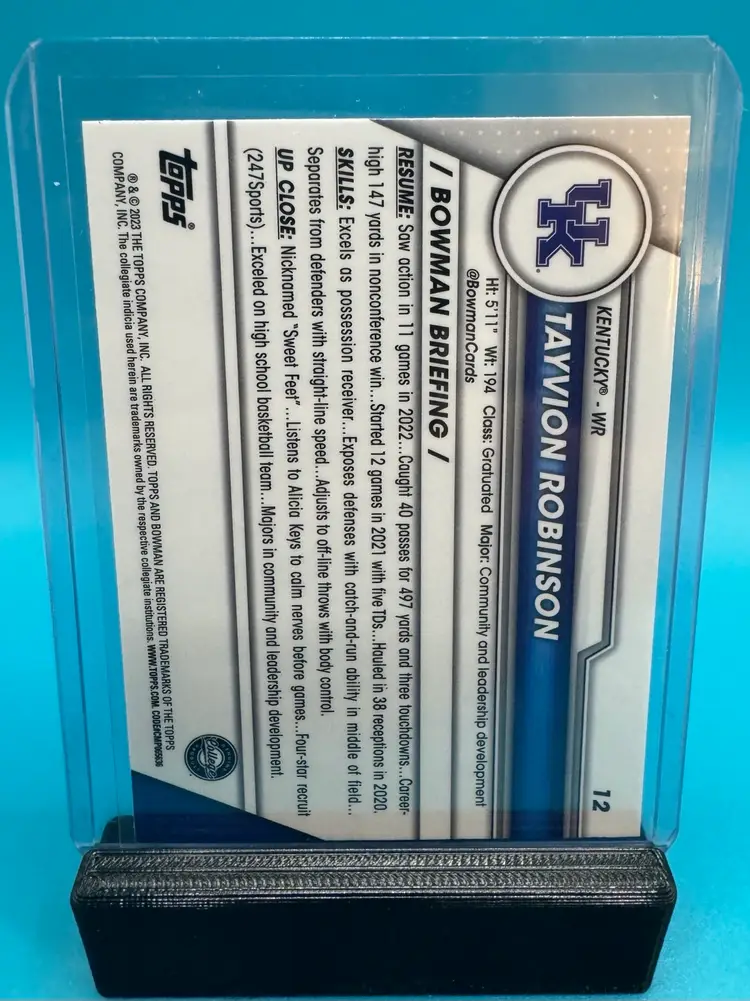 UK
KENTUCKY® - WR
12
TAYVION ROBINSON
Ht: 5'11" Wt: 194 Class: Gratuated Major: Community and leadership development
@BowmanCards
/ BOWMAN BRIEFING /
RESUME: Saw action in 11 games in 2022...Caught 40 passes for 497 yards and three touchdowns...Career-
high 147 yards in nonconference win...Started 12 games in 2021 with five TDs...Hauled in 38 receptions in 2020.
SKILLS: Excels as possession receiver...Exposes defenses with catch-and-run ability in middle of field...
Separates from defenders with straight-line speed...Adjusts to off-line throws with body control.
UP CLOSE: Nicknamed "Sweet Feet"...Listens to Alicia Keys to calm nerves before games...Four-star recruit
(247Sports)...Exceled on high school basketball team...Majors in community and leadership development.
topps®
® & © 2023 THE TOPPS COMPANY, INC. ALL RIGHTS RESERVED. TOPPS AND BOWMAN ARE REGISTERED TRADEMARKS OF THE TOPPS
COMPANY, INC. The collegiate indicia used herein are trademarks owned by the respective collegiate institutions. WWW.TOPPS.COM. CODE#CMP065636
College